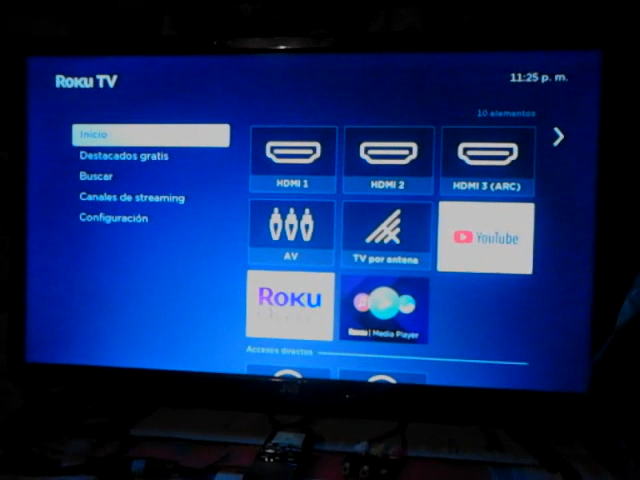 Roku TV
11:25 p. m.
10 elementos
Inicio
Destacados gratis
Buscar
Canales de streaming
Configuración
HDMI 1
HDMI 2
HDMI 3 (ARC)
AV
TV por antena
YouTube
Roku
Roku | Media Player
Accesos directos